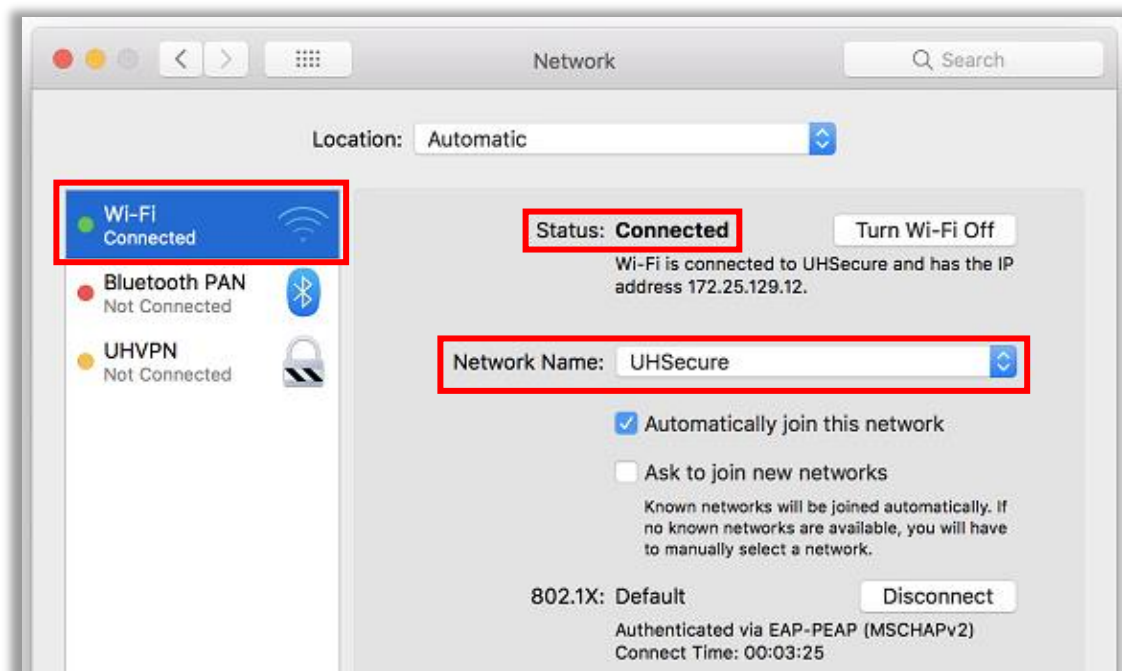 Network
Search
Location: Automatic
Wi-Fi
Connected
Bluetooth PAN
Not Connected
UHVPN
Not Connected
Status: Connected
Turn Wi-Fi Off
Wi-Fi is connected to UHSecure and has the IP
address 172.25.129.12.
Network Name: UHSecure
Automatically join this network
Ask to join new networks
Known networks will be joined automatically. If
no known networks are available, you will have
to manually select a network.
802.1X: Default
Disconnect
Authenticated via EAP-PEAP (MSCHAPv2)
Connect Time: 00:03:25